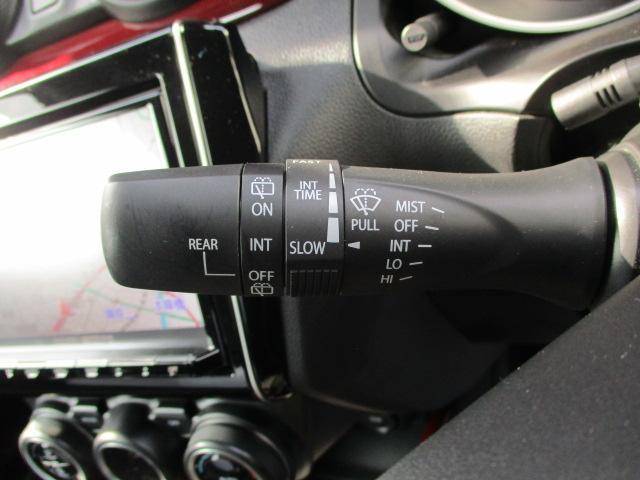 REAR
ON
INT
OFF
FAST
INT
TIME
SLOW
PULL
MIST
OFF
INT
LO
HI